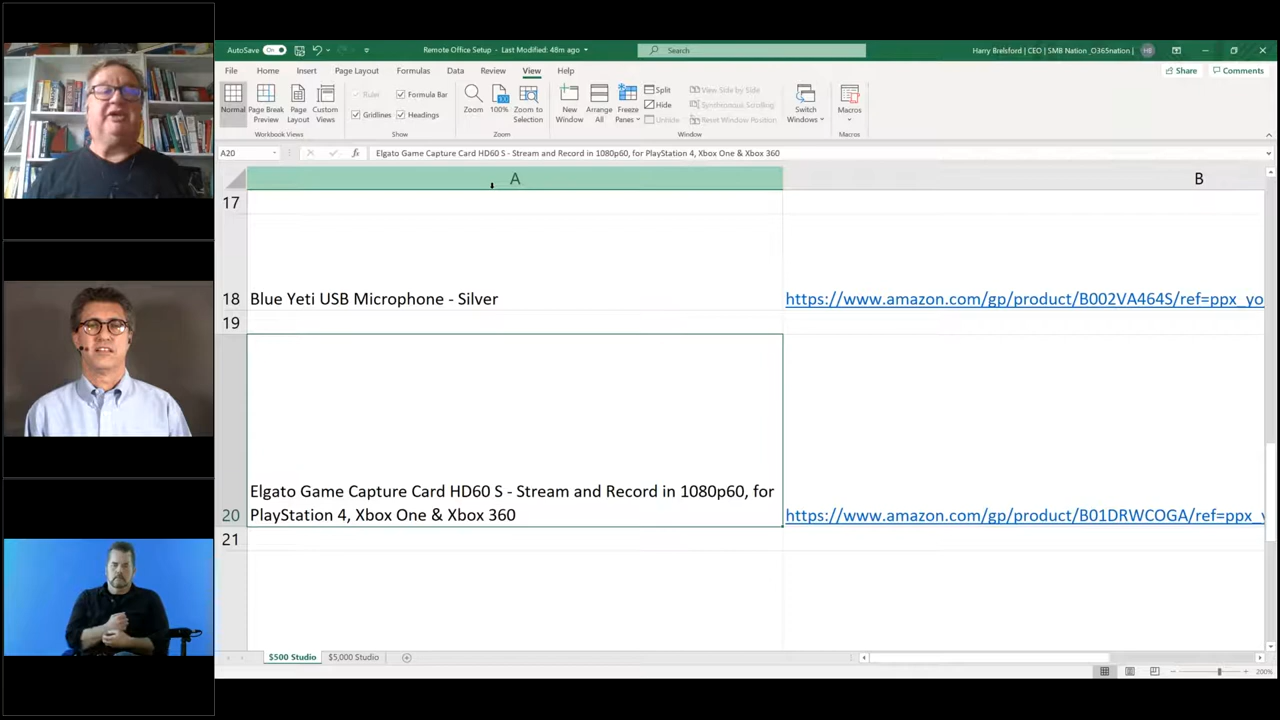 AutoSave On
Remote Office Setup - Last Modified: 48m ago
Search
Harry Brelsford | CEO | SMB Nation_O365nation | HB
File Home Insert Page Layout Formulas Data Review View Help
Share Comments
Normal
Page Break Preview
Page Layout
Custom Views
Ruler
Formula Bar
Gridlines
Headings
Zoom
100%
Zoom to Selection
New Window
Arrange All
Freeze Panes
Split
Hide
Unhide
View Side by Side
Synchronous Scrolling
Reset Window Position
Switch Windows
Macros
Workbook Views
Show
Zoom
Window
Macros
A20
fx
Elgato Game Capture Card HD60 S - Stream and Record in 1080p60, for PlayStation 4, Xbox One & Xbox 360
A B
17
18 Blue Yeti USB Microphone - Silver https://www.amazon.com/gp/product/B002VA464S/ref=ppx_yo
19
Elgato Game Capture Card HD60 S - Stream and Record in 1080p60, for
20 PlayStation 4, Xbox One & Xbox 360 https://www.amazon.com/gp/product/B01DRWCOGA/ref=ppx_y
21
$500 Studio $5,000 Studio
200%